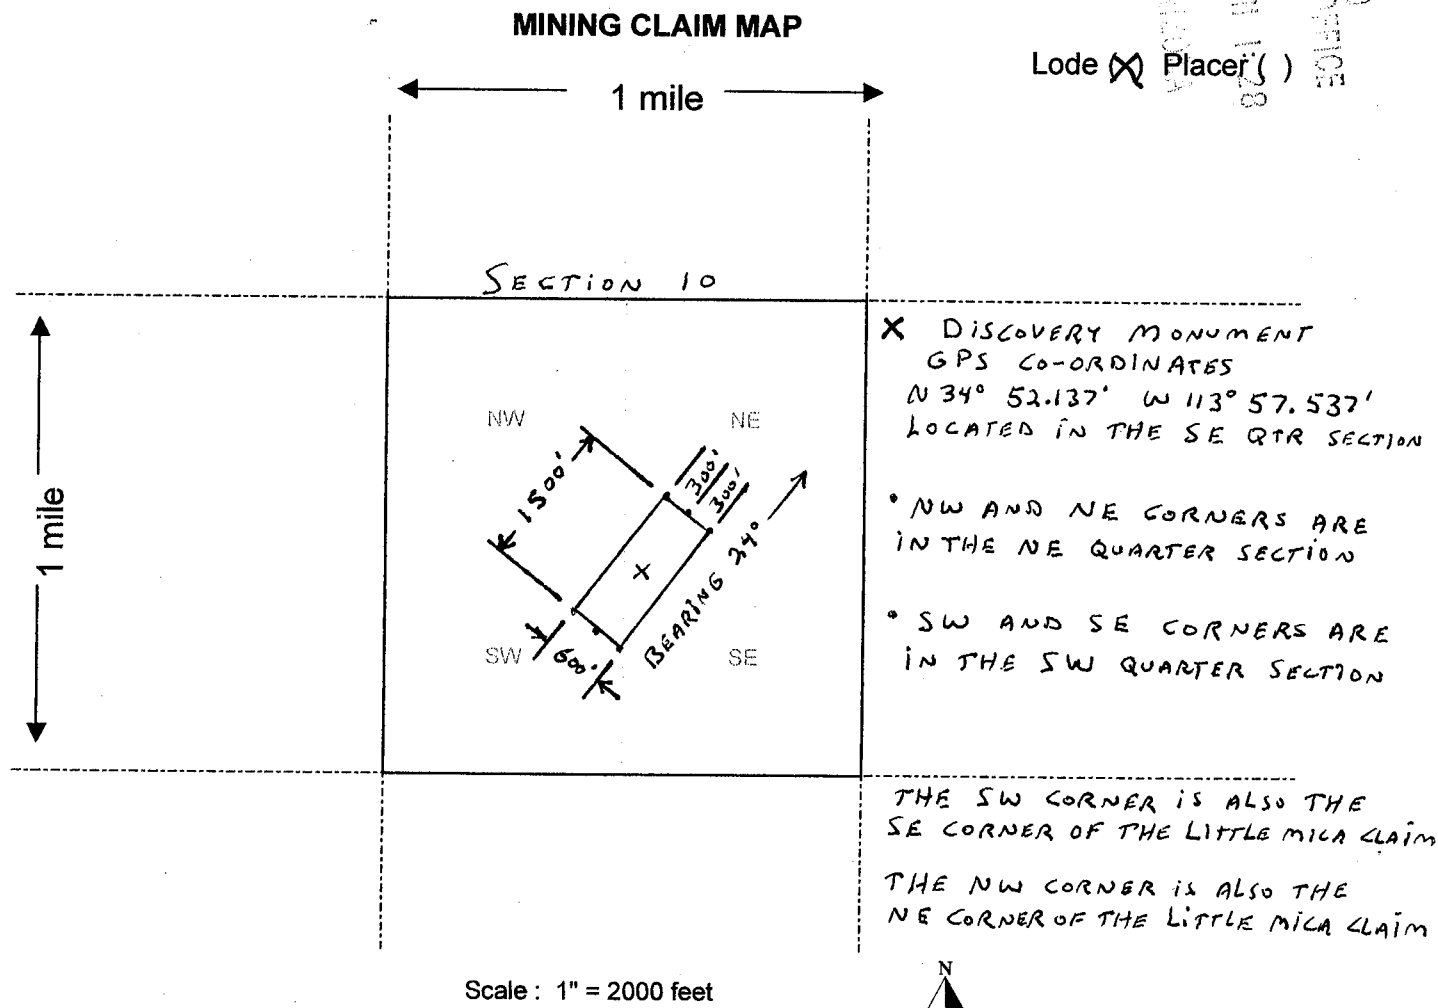 MINING CLAIM MAP
Lode (X) Placer ( )
1:28
1 mile
SECTION 10
1 mile
NW
NE
SW
SE
1500'
300'
300'
600'
BEARING 24°
X DISCOVERY MONUMENT
GPS CO-ORDINATES
N 34° 52.137' W 113° 57.537'
LOCATED IN THE SE QTR SECTION
• NW AND NE CORNERS ARE
IN THE NE QUARTER SECTION
• SW AND SE CORNERS ARE
IN THE SW QUARTER SECTION
THE SW CORNER IS ALSO THE
SE CORNER OF THE LITTLE MICA CLAIM
THE NW CORNER IS ALSO THE
NE CORNER OF THE LITTLE MICA CLAIM
Scale : 1" = 2000 feet
N